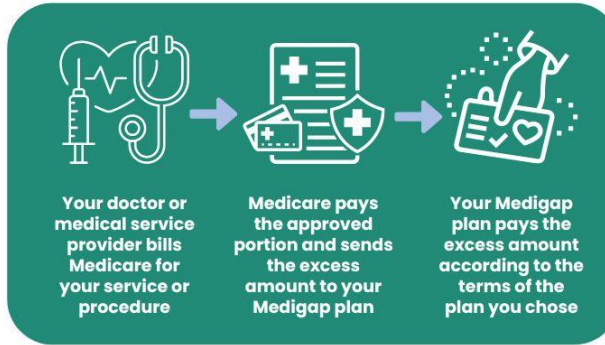 Your doctor or
medical service
provider bills
Medicare for
your service or
procedure
Medicare pays
the approved
portion and sends
the excess
amount to your
Medigap plan
Your Medigap
plan pays the
excess amount
according to the
terms of the
plan you chose